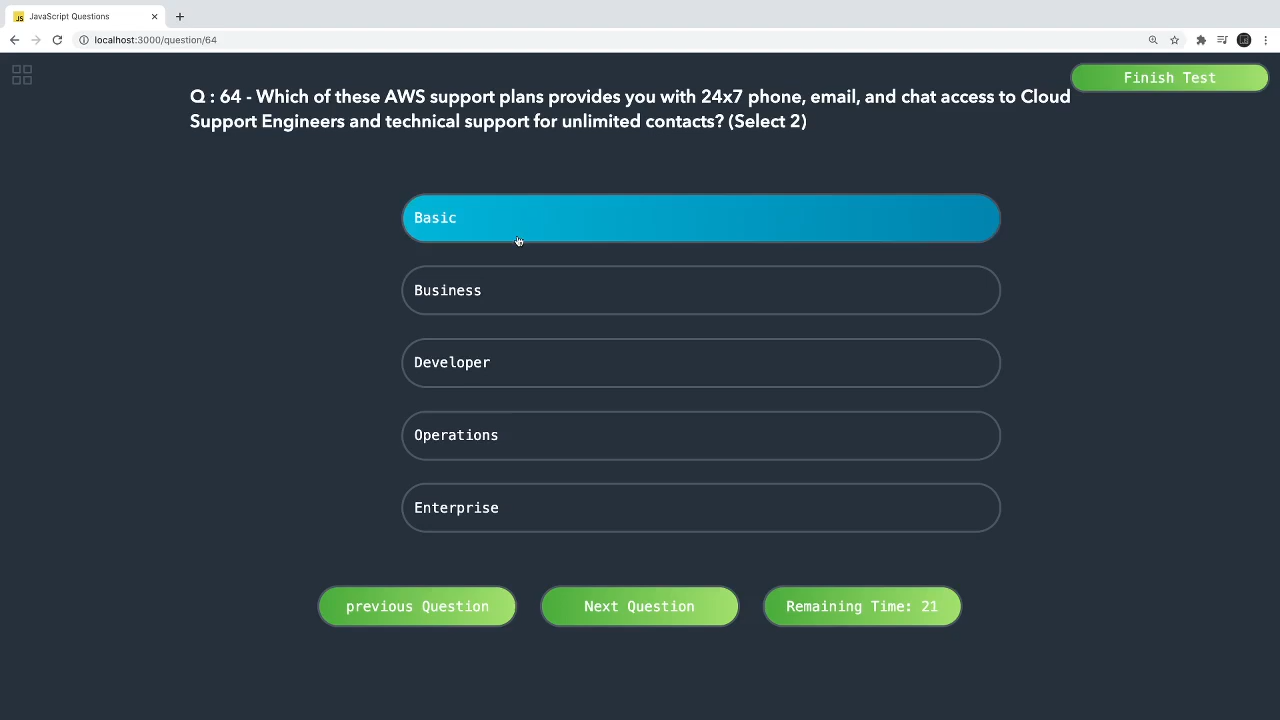 JavaScript Questions
localhost:3000/question/64
Finish Test
Q : 64 - Which of these AWS support plans provides you with 24x7 phone, email, and chat access to Cloud
Support Engineers and technical support for unlimited contacts? (Select 2)
Basic
Business
Developer
Operations
Enterprise
previous Question
Next Question
Remaining Time: 21